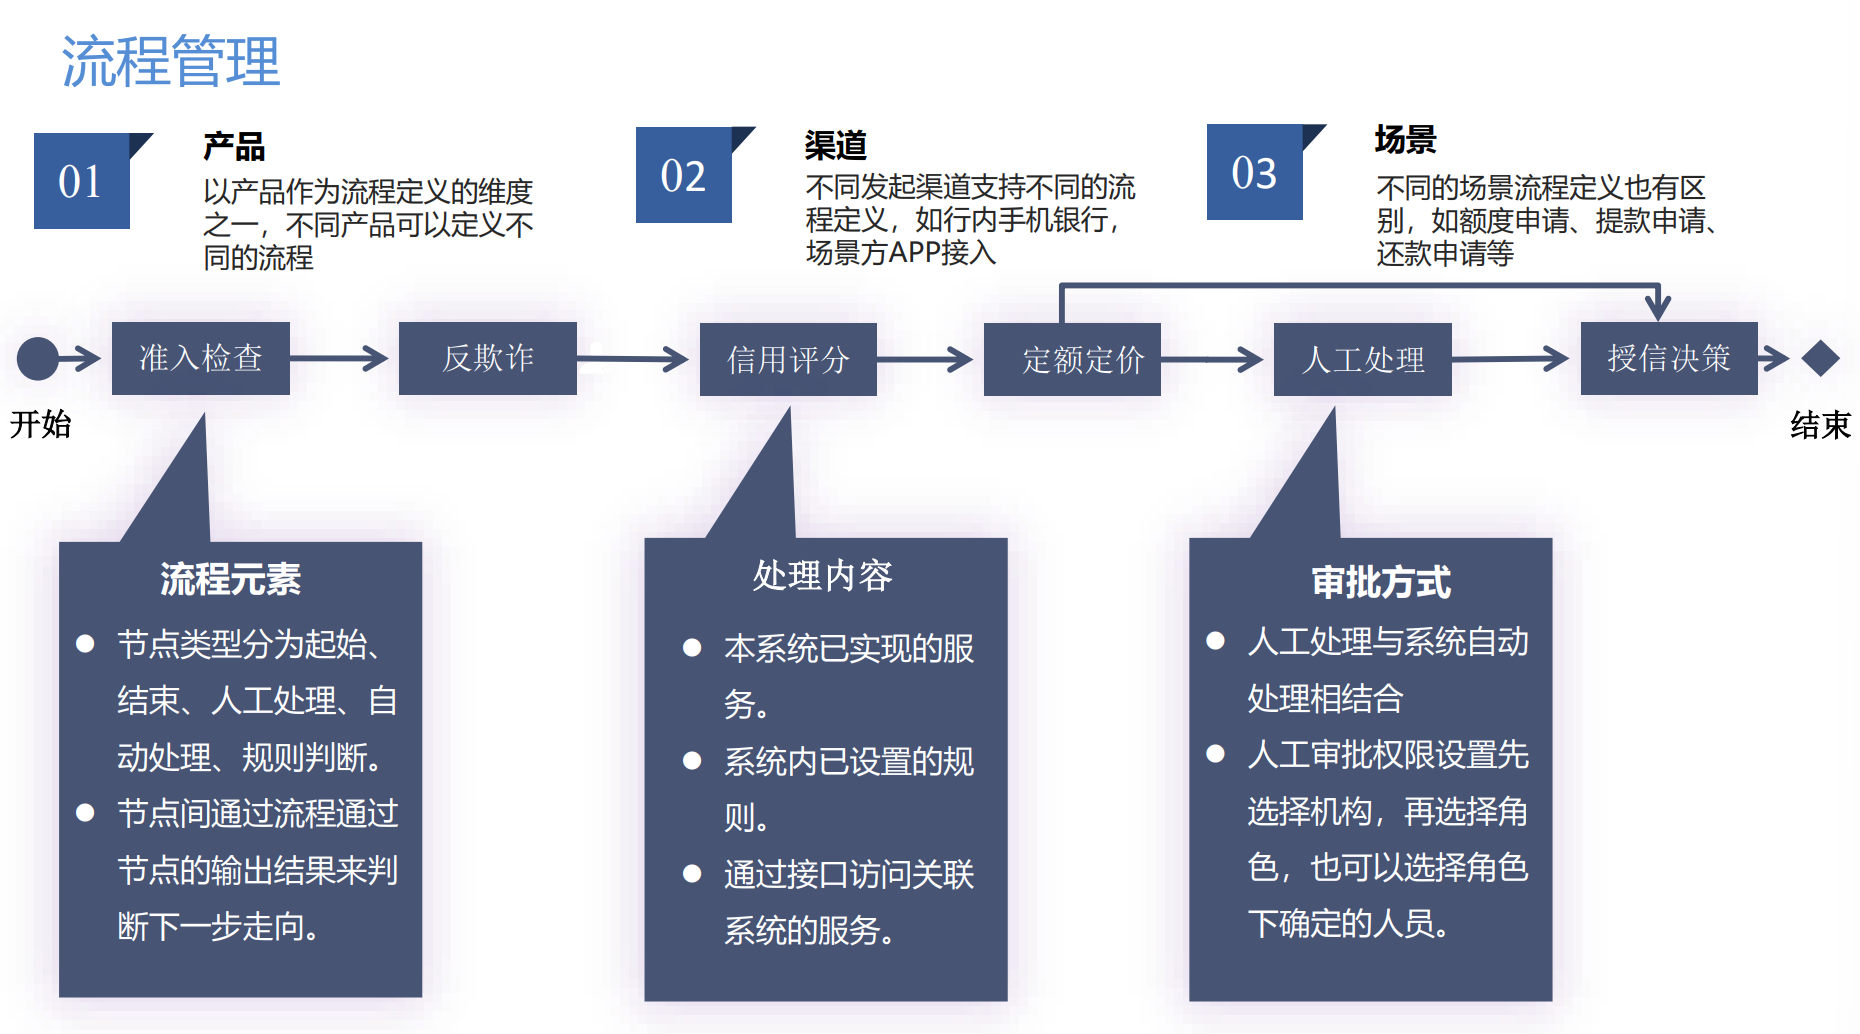 流程管理
01
产品
以产品作为流程定义的维度
之一，不同产品可以定义不
同的流程
02
渠道
不同发起渠道支持不同的流
程定义，如行内手机银行，
场景方APP接入
03
场景
不同的场景流程定义也有区
别，如额度申请、提款申请、
还款申请等
开始
准入检查
反欺诈
信用评分
定额定价
人工处理
授信决策
结束
流程元素
● 节点类型分为起始、
结束、人工处理、自
动处理、规则判断。
● 节点间通过流程通过
节点的输出结果来判
断下一步走向。
处理内容
● 本系统已实现的服
务。
● 系统内已设置的规
则。
● 通过接口访问关联
系统的服务。
审批方式
● 人工处理与系统自动
处理相结合
● 人工审批权限设置先
选择机构，再选择角
色，也可以选择角色
下确定的人员。